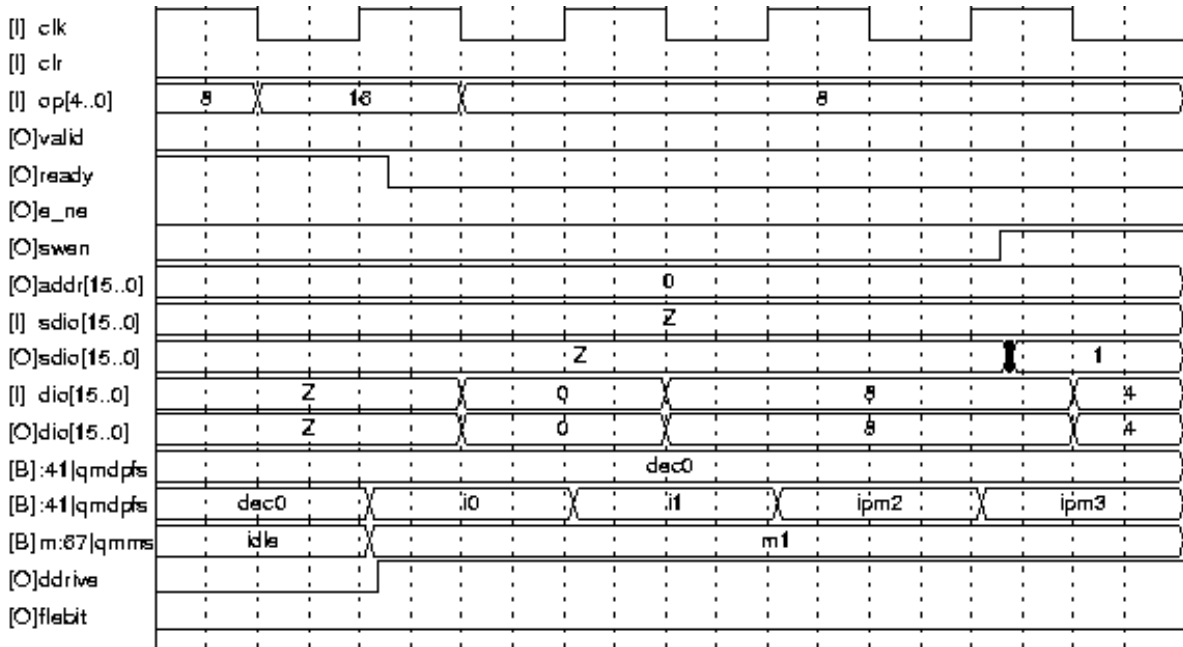 [I] clk
[I] clr
[I] op[4..0] 8 16 8
[O]valid
[O]ready
[O]e_ne
[O]swen
[O]addr[15..0] 0
[I] sdio[15..0] Z
[O]sdio[15..0] Z 1
[I] dio[15..0] Z 0 8 4
[O]dio[15..0] Z 0 8 4
[B]:41|qmdpfs dec0
[B]:41|qmdpfs dec0 i0 i1 ipm2 ipm3
[B]m:67|qmms idle m1
[O]ddrive
[O]flebit